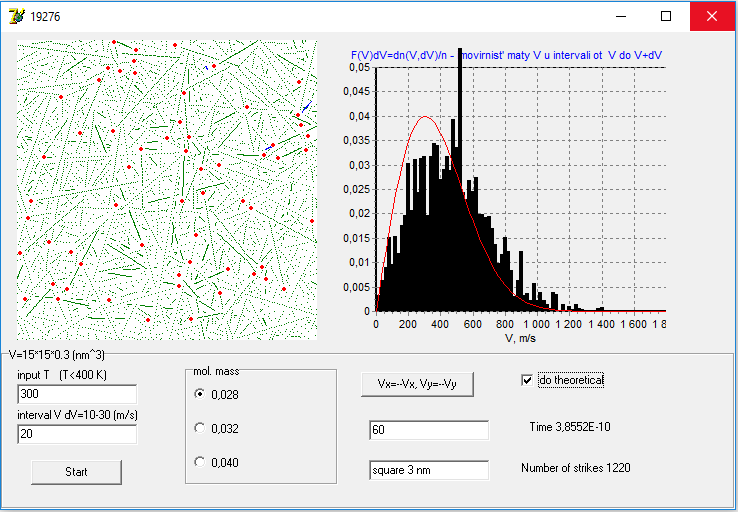 19276
F(V)dV=dn(V,dV)/n - movirnist' maty V u intervali ot V do V+dV
0,05
0,045
0,04
0,035
0,03
0,025
0,02
0,015
0,01
0,005
0
0 200 400 600 800 1 000 1 200 1 400 1 600 1 8
V, m/s
V=15*15*0.3 (nm^3)
input T (T<400 K)
300
interval V dV=10-30 (m/s)
20
Start
mol. mass
0,028
0,032
0,040
Vx=--Vx, Vy=--Vy
60
square 3 nm
do theoretical
Time 3,8552E-10
Number of strikes 1220